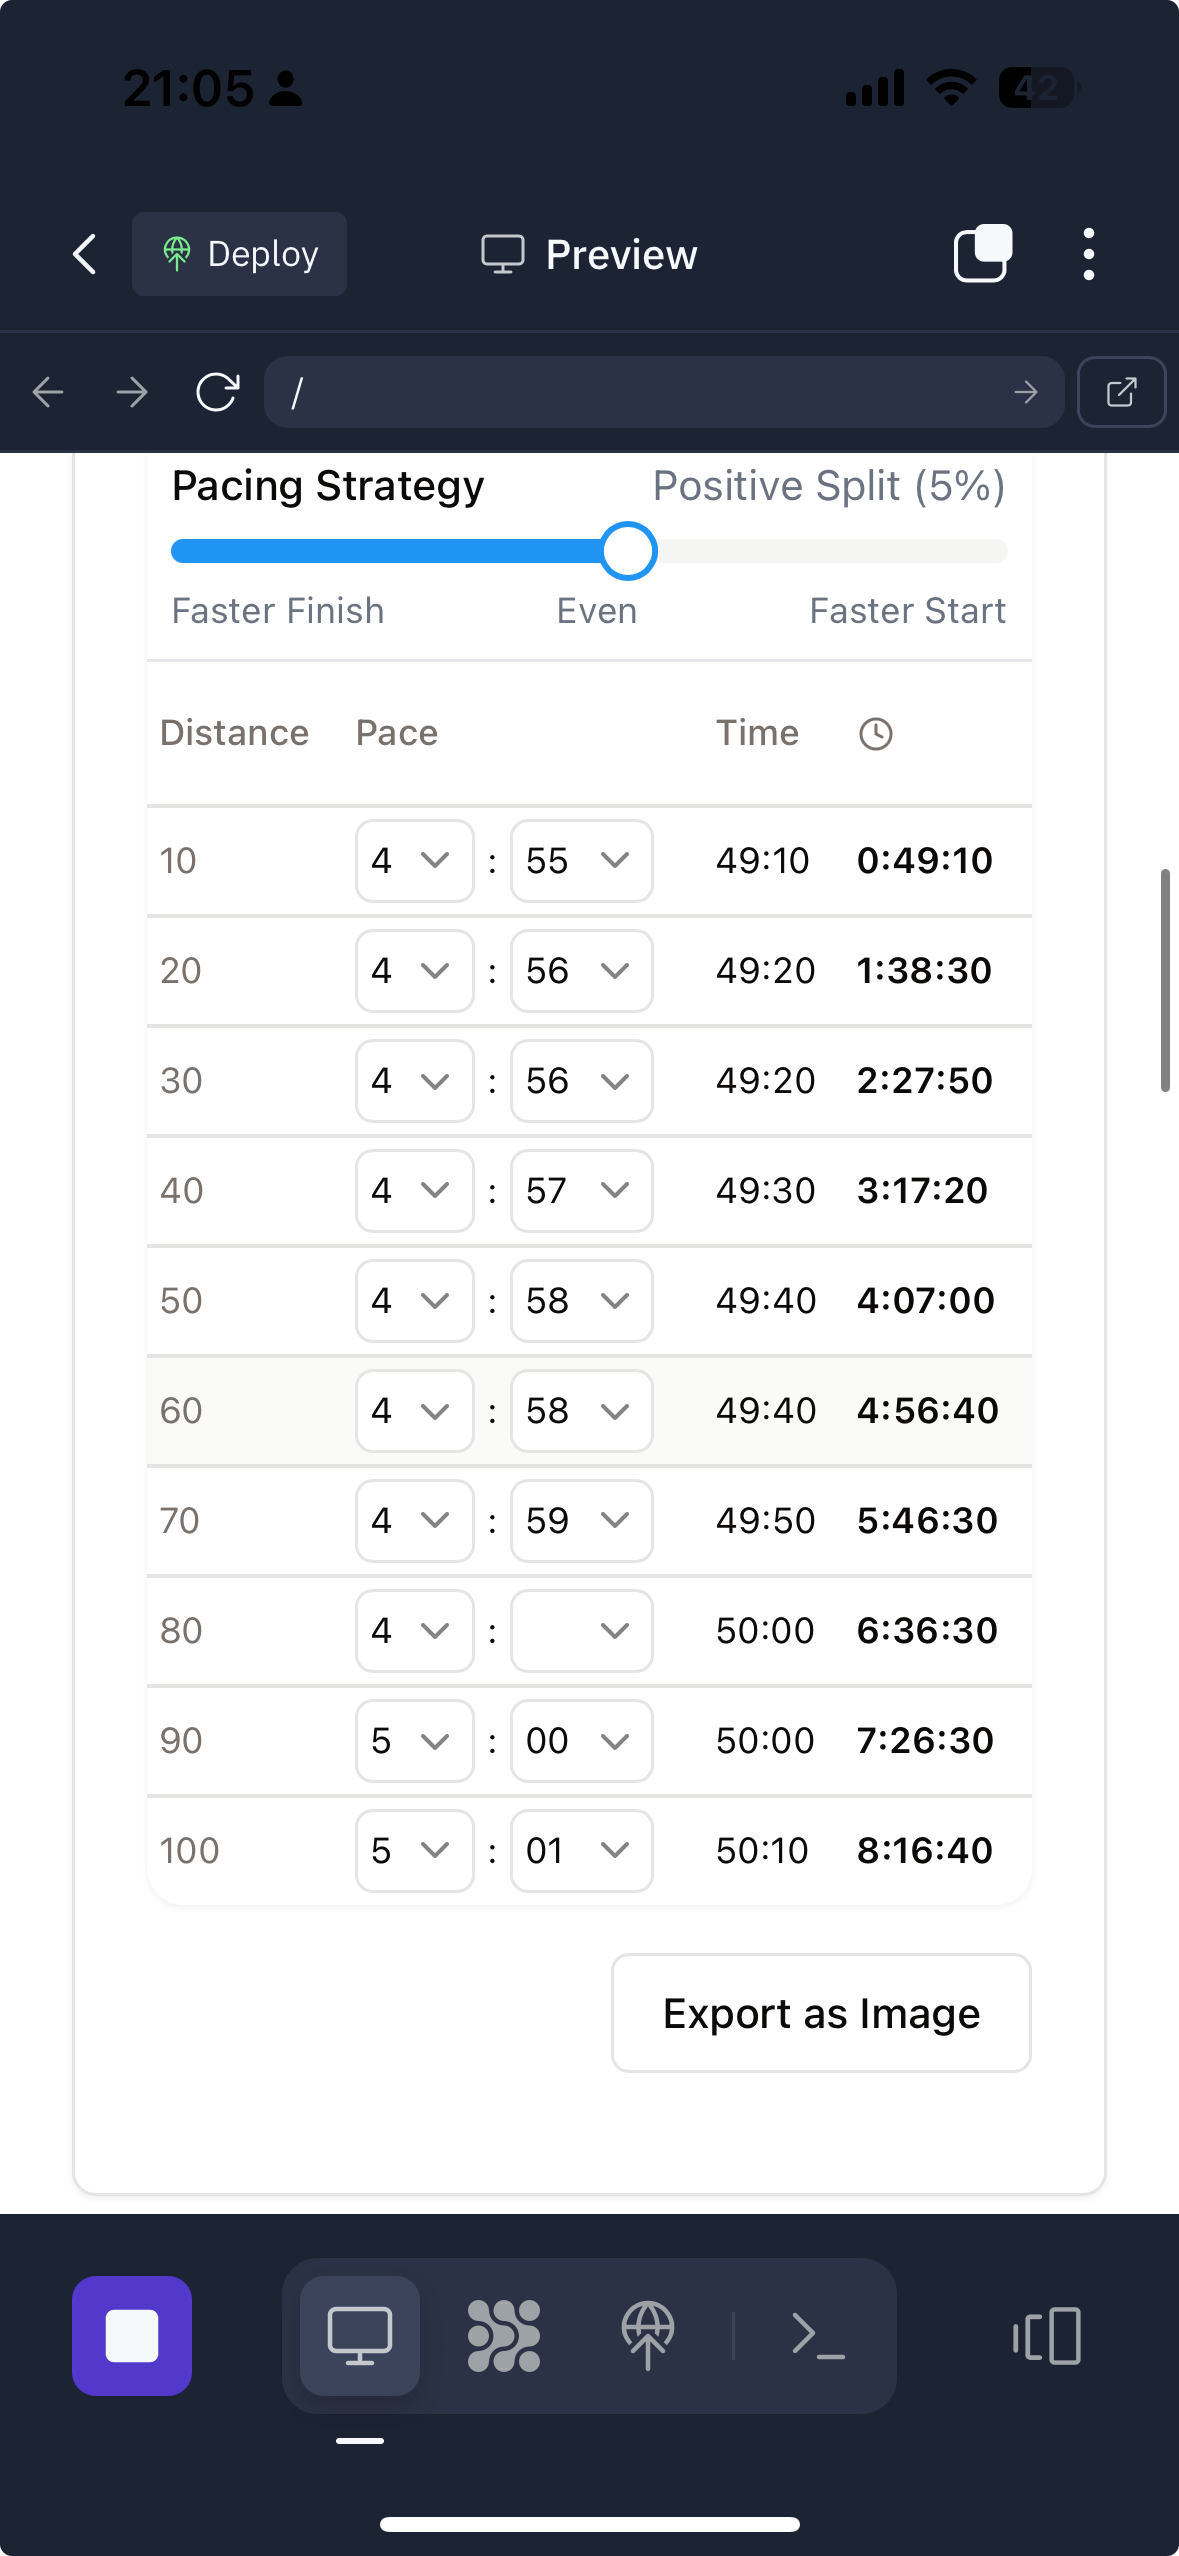 21:05
42
Deploy
Preview
/
Pacing Strategy Positive Split (5%)
Faster Finish Even Faster Start
Distance Pace Time
10 4 : 55 49:10 0:49:10
20 4 : 56 49:20 1:38:30
30 4 : 56 49:20 2:27:50
40 4 : 57 49:30 3:17:20
50 4 : 58 49:40 4:07:00
60 4 : 58 49:40 4:56:40
70 4 : 59 49:50 5:46:30
80 4 : 50:00 6:36:30
90 5 : 00 50:00 7:26:30
100 5 : 01 50:10 8:16:40
Export as Image